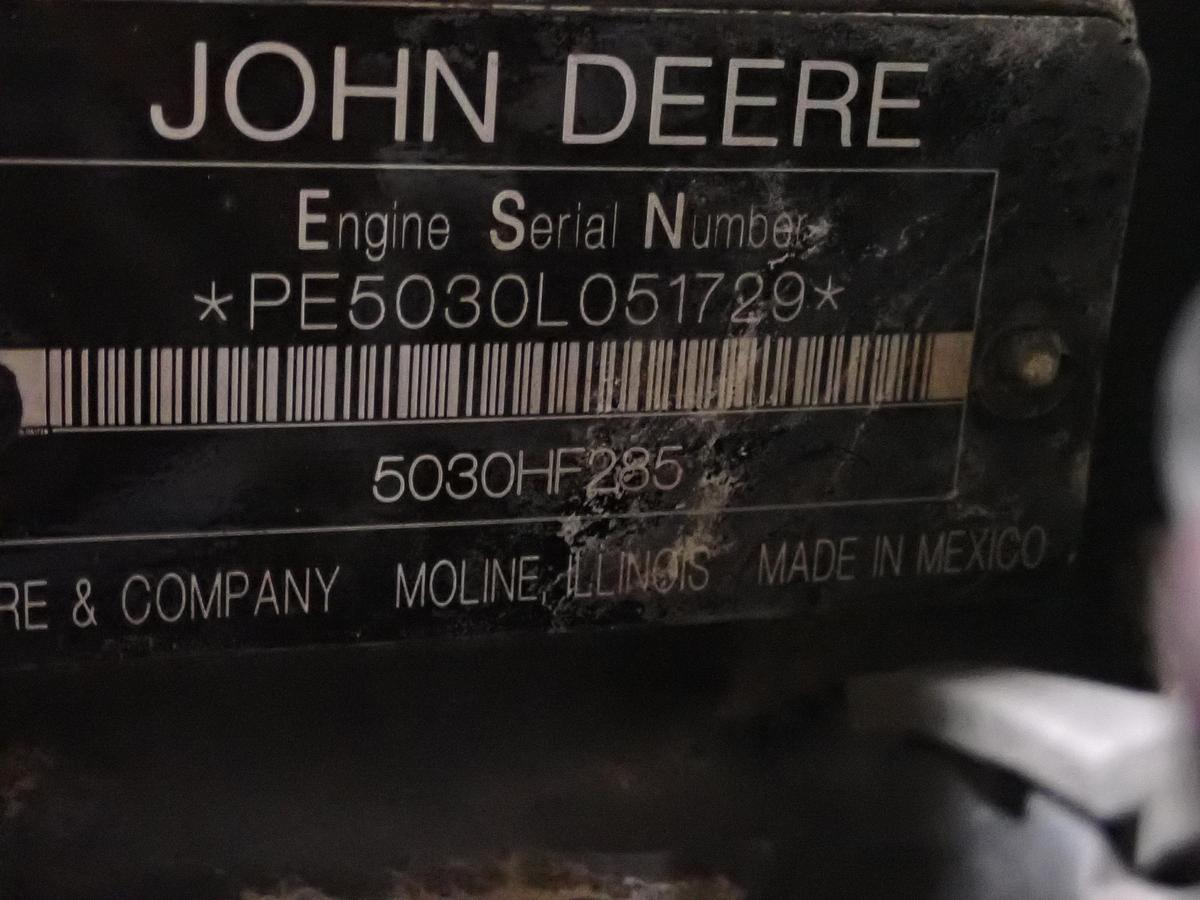 JOHN DEERE
Engine Serial Number
*PE5030L051729*
5030HF285
RE & COMPANY MOLINE, ILLINOIS MADE IN MEXICO